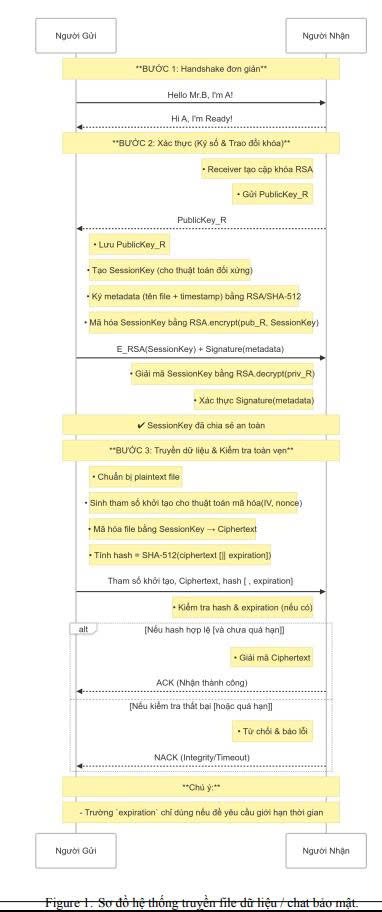 Người Gửi
Người Nhận
**BƯỚC 1: Handshake đơn giản**
Hello Mr.B, I'm A!
Hi A, I'm Ready!
**BƯỚC 2: Xác thực (Ký số & Trao đổi khóa)**
• Receiver tạo cặp khóa RSA
• Gửi PublicKey_R
PublicKey_R
• Lưu PublicKey_R
• Tạo SessionKey (cho thuật toán đối xứng)
• Ký metadata (tên file + timestamp) bằng RSA/SHA-512
• Mã hóa SessionKey bằng RSA.encrypt(pub_R, SessionKey)
E_RSA(SessionKey) + Signature(metadata)
• Giải mã SessionKey bằng RSA.decrypt(priv_R)
• Xác thực Signature(metadata)
✔ SessionKey đã chia sẻ an toàn
**BƯỚC 3: Truyền dữ liệu & Kiểm tra toàn vẹn**
• Chuẩn bị plaintext file
• Sinh tham số khởi tạo cho thuật toán mã hóa(IV, nonce)
• Mã hóa file bằng SessionKey → Ciphertext
• Tính hash = SHA-512(ciphertext [|| expiration])
Tham số khởi tạo, Ciphertext, hash [ , expiration]
• Kiểm tra hash & expiration (nếu có)
alt
[Nếu hash hợp lệ [và chưa quá hạn]]
• Giải mã Ciphertext
ACK (Nhận thành công)
[Nếu kiểm tra thất bại [hoặc quá hạn]]
• Từ chối & báo lỗi
NACK (Integrity/Timeout)
**Chú ý:**
- Trường `expiration` chỉ dùng nếu đề yêu cầu giới hạn thời gian
Người Gửi
Người Nhận
Figure 1: Sơ đồ hệ thống truyền file dữ liệu / chat bảo mật.